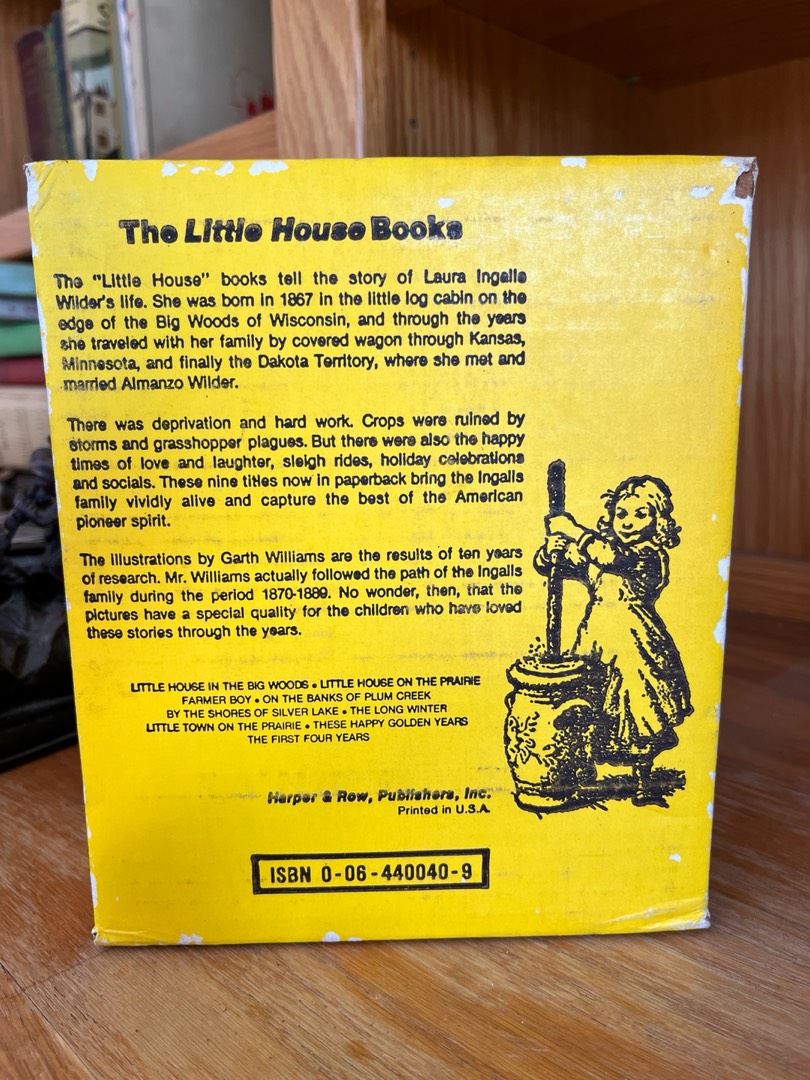 The Little House Books
The "Little House" books tell the story of Laura Ingalls
Wilder's life. She was born in 1867 in the little log cabin on the
edge of the Big Woods of Wisconsin, and through the years
she traveled with her family by covered wagon through Kansas,
Minnesota, and finally the Dakota Territory, where she met and
married Almanzo Wilder.
There was deprivation and hard work. Crops were ruined by
storms and grasshopper plagues. But there were also the happy
times of love and laughter, sleigh rides, holiday celebrations
and socials. These nine titles now in paperback bring the Ingalls
family vividly alive and capture the best of the American
pioneer spirit.
The illustrations by Garth Williams are the results of ten years
of research. Mr. Williams actually followed the path of the Ingalls
family during the period 1870-1889. No wonder, then, that the
pictures have a special quality for the children who have loved
these stories through the years.
LITTLE HOUSE IN THE BIG WOODS • LITTLE HOUSE ON THE PRAIRIE
FARMER BOY • ON THE BANKS OF PLUM CREEK
BY THE SHORES OF SILVER LAKE • THE LONG WINTER
LITTLE TOWN ON THE PRAIRIE • THESE HAPPY GOLDEN YEARS
THE FIRST FOUR YEARS
Harper & Row, Publishers, Inc.
Printed in U.S.A.
ISBN 0-06-440040-9